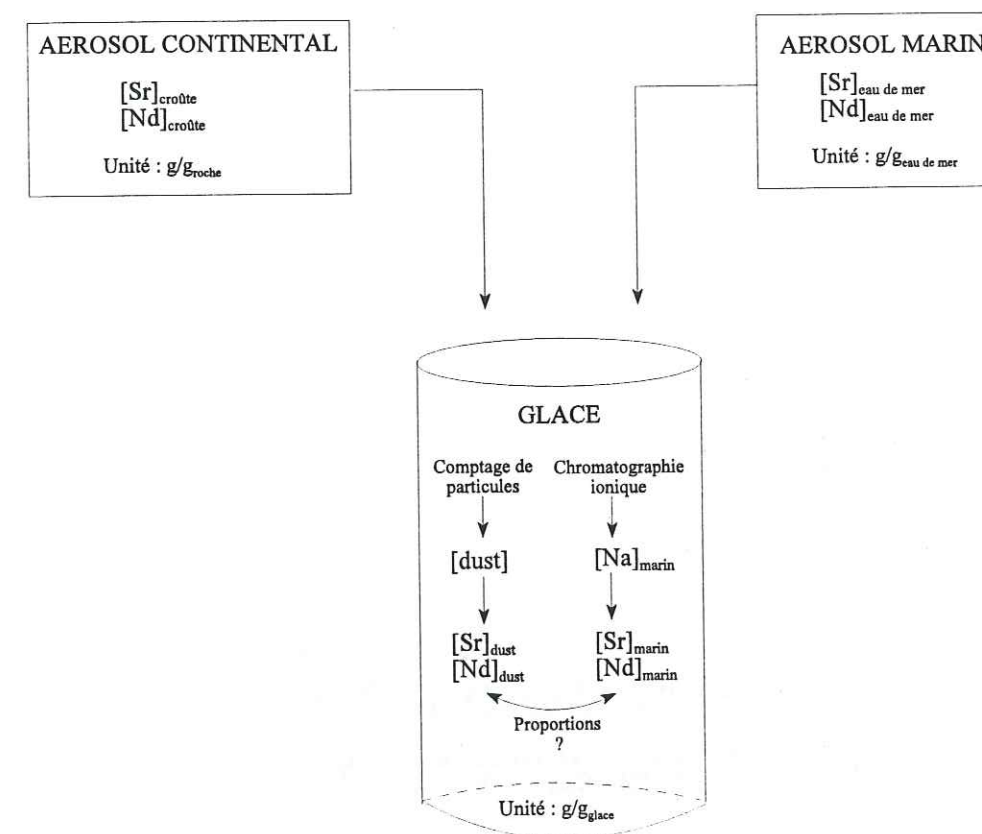 AEROSOL CONTINENTAL
[Sr]croûte
[Nd]croûte
Unité : g/groche
AEROSOL MARIN
[Sr]eau de mer
[Nd]eau de mer
Unité : g/geau de mer
GLACE
Comptage de
particules
Chromatographie
ionique
[dust]
[Na]marin
[Sr]dust
[Nd]dust
[Sr]marin
[Nd]marin
Proportions
?
Unité : g/gglace